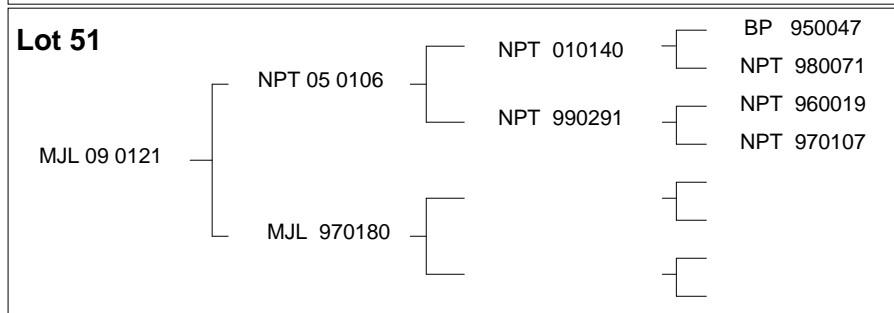 Lot 51
BP 950047
NPT 010140
NPT 980071
NPT 05 0106
NPT 960019
NPT 990291
NPT 970107
MJL 09 0121
MJL 970180